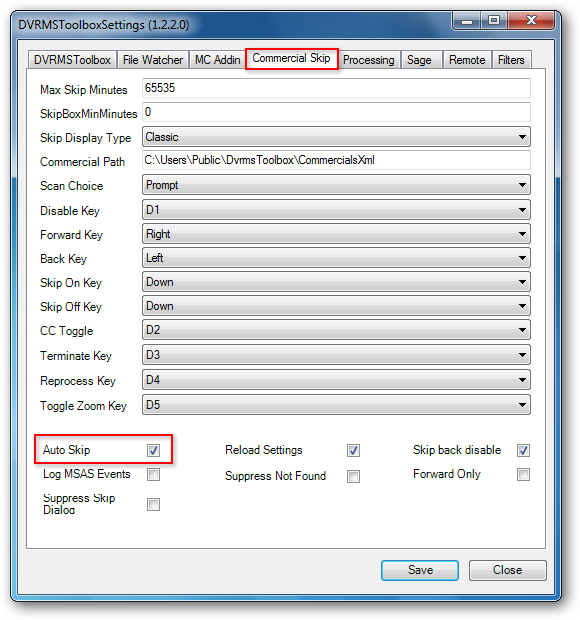 DVRMSToolboxSettings (1.2.2.0)
DVRMSToolbox File Watcher MC Addin Commercial Skip Processing Sage Remote Filters
Max Skip Minutes 65535
SkipBoxMinMinutes 0
Skip Display Type Classic
Commercial Path C:\Users\Public\DvrmsToolbox\CommercialsXml
Scan Choice Prompt
Disable Key D1
Forward Key Right
Back Key Left
Skip On Key Down
Skip Off Key Down
CC Toggle D2
Terminate Key D3
Reprocess Key D4
Toggle Zoom Key D5
Auto Skip Reload Settings Skip back disable
Log MSAS Events Suppress Not Found Forward Only
Suppress Skip
Dialog
Save Close